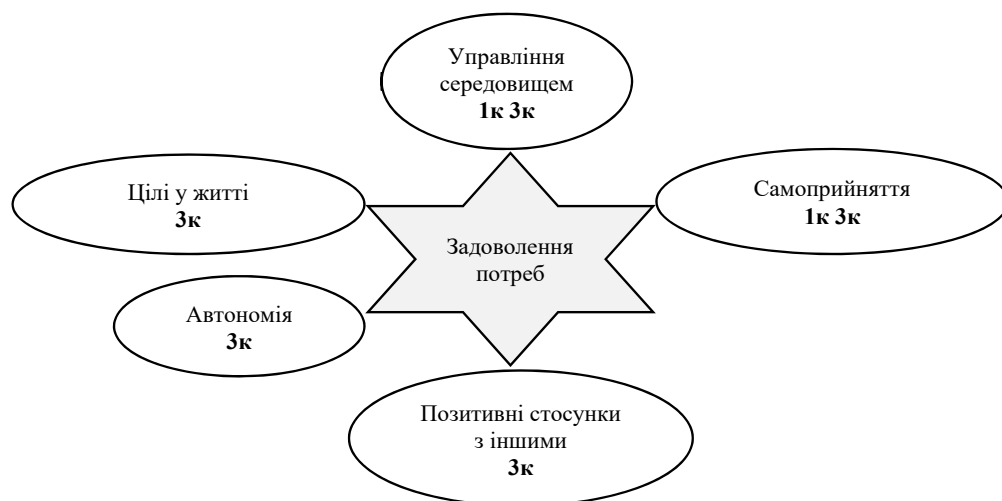 Управління
середовищем
1к 3к
Цілі у житті
3к
Самоприйняття
1к 3к
Задоволення
потреб
Автономія
3к
Позитивні стосунки
з іншими
3к